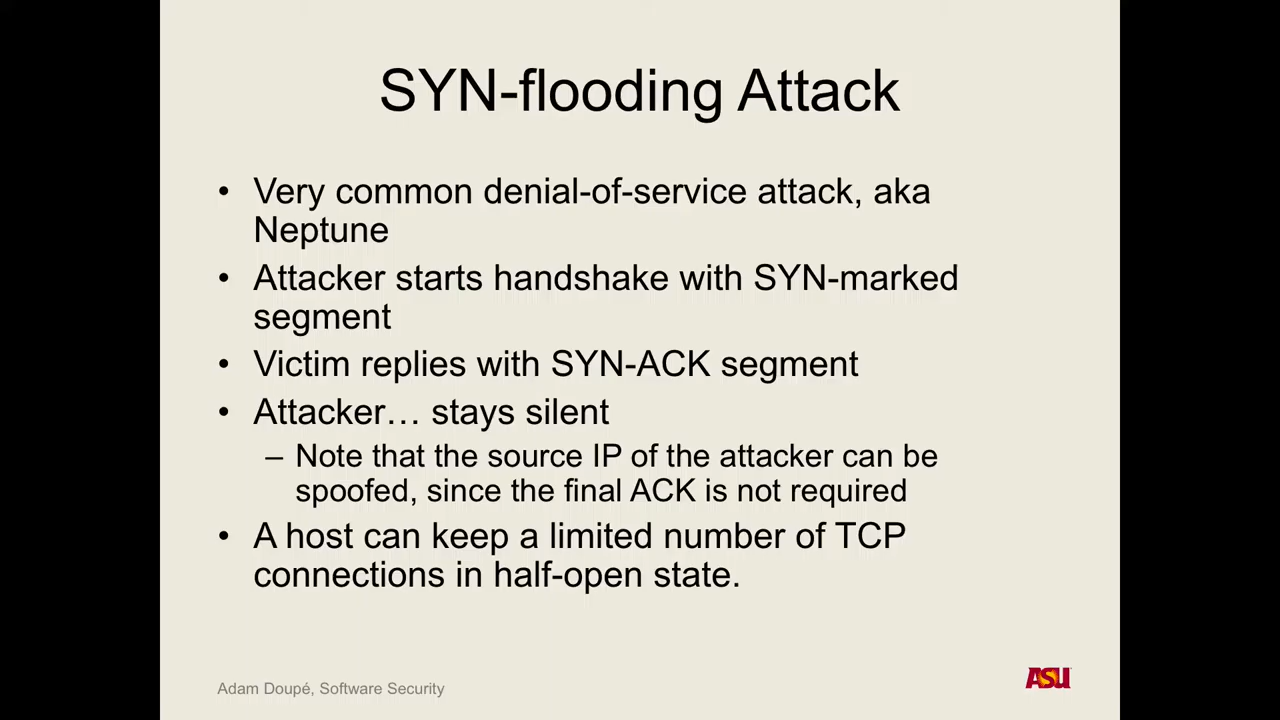 SYN-flooding Attack
• Very common denial-of-service attack, aka
Neptune
• Attacker starts handshake with SYN-marked
segment
• Victim replies with SYN-ACK segment
• Attacker… stays silent
– Note that the source IP of the attacker can be
spoofed, since the final ACK is not required
• A host can keep a limited number of TCP
connections in half-open state.
Adam Doupé, Software Security
ASU